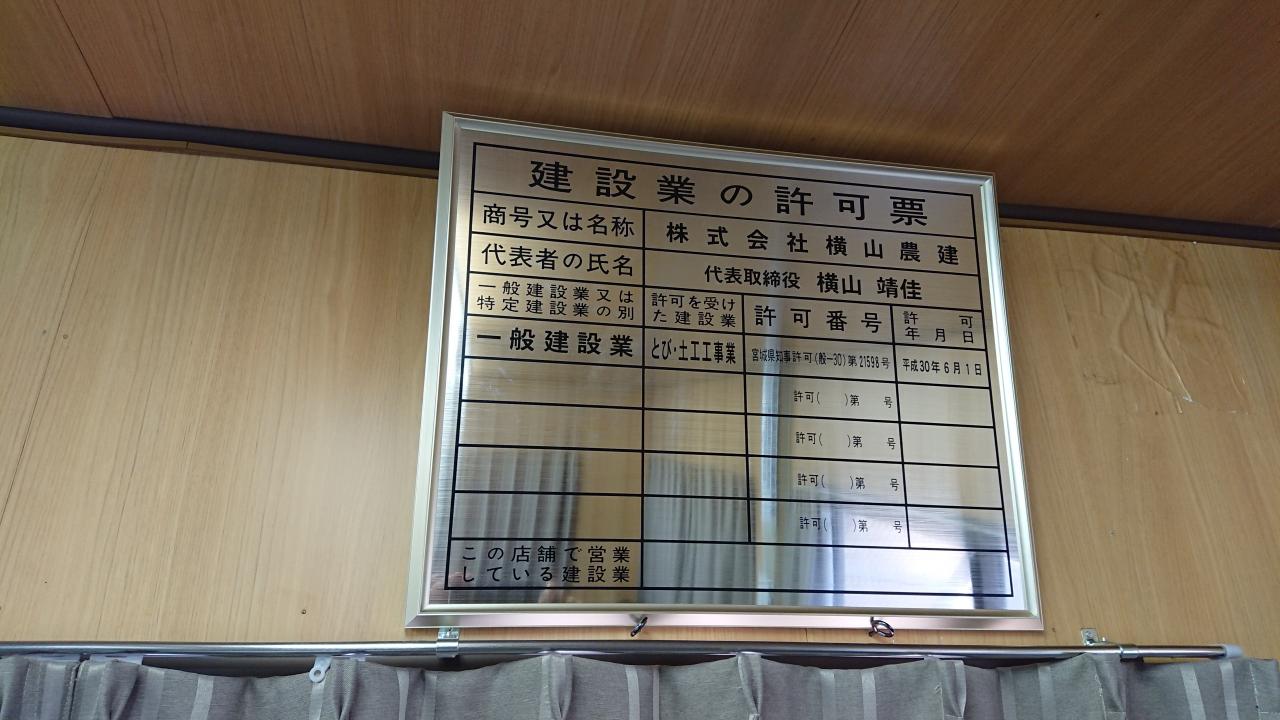 建設業の許可票
商号又は名称 株式会社横山農建
代表者の氏名 代表取締役 横山 靖佳
一般建設業又は
特定建設業の別
許可を受け
た建設業
許可番号
許可
年月日
一般建設業 とび・土工工事業 宮城県知事許可(般-30)第21598号 平成30年6月1日
許可( )第 号
許可( )第 号
許可( )第 号
許可( )第 号
この店舗で営業
している建設業